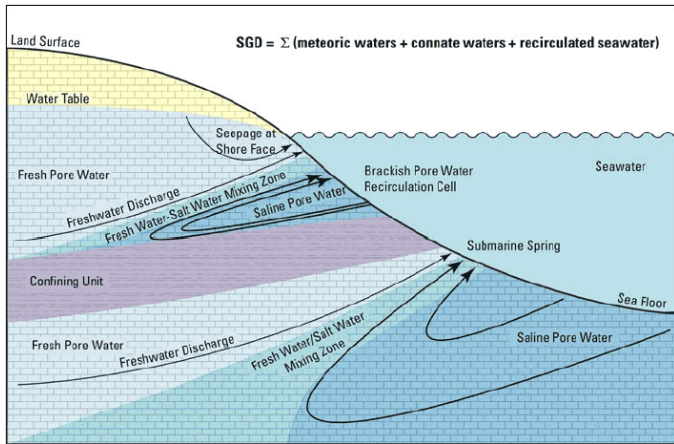 Land Surface
SGD = Σ (meteoric waters + connate waters + recirculated seawater)
Water Table
Seepage at
Shore Face
Fresh Pore Water
Freshwater Discharge
Fresh Water-Salt Water Mixing Zone
Saline Pore Water
Brackish Pore Water
Recirculation Cell
Seawater
Submarine Spring
Confining Unit
Sea Floor
Fresh Pore Water
Freshwater Discharge
Fresh Water/Salt Water
Mixing Zone
Saline Pore Water